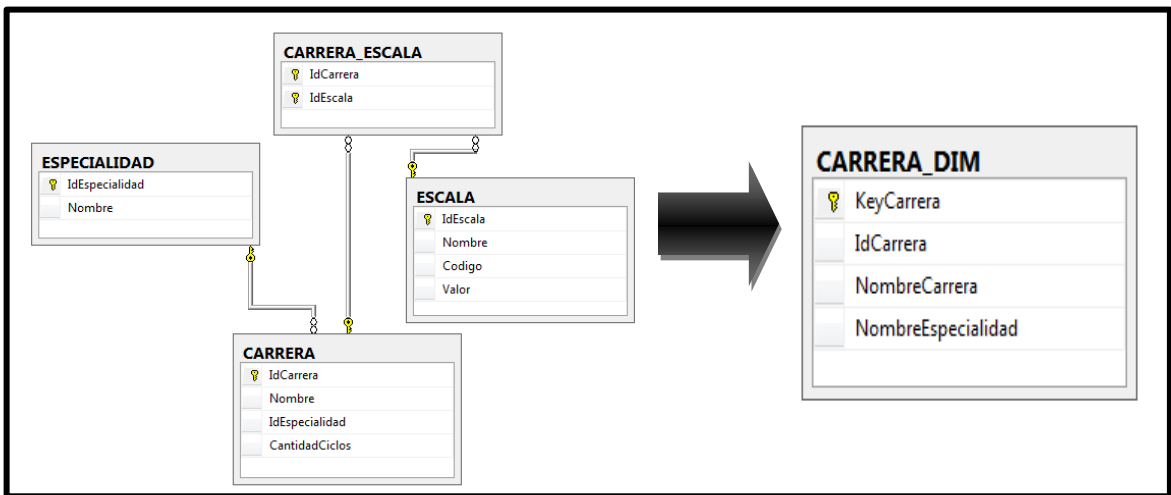 CARRERA_ESCALA
IdCarrera
IdEscala
ESPECIALIDAD
IdEspecialidad
Nombre
ESCALA
IdEscala
Nombre
Codigo
Valor
CARRERA
IdCarrera
Nombre
IdEspecialidad
CantidadCiclos
CARRERA_DIM
KeyCarrera
IdCarrera
NombreCarrera
NombreEspecialidad